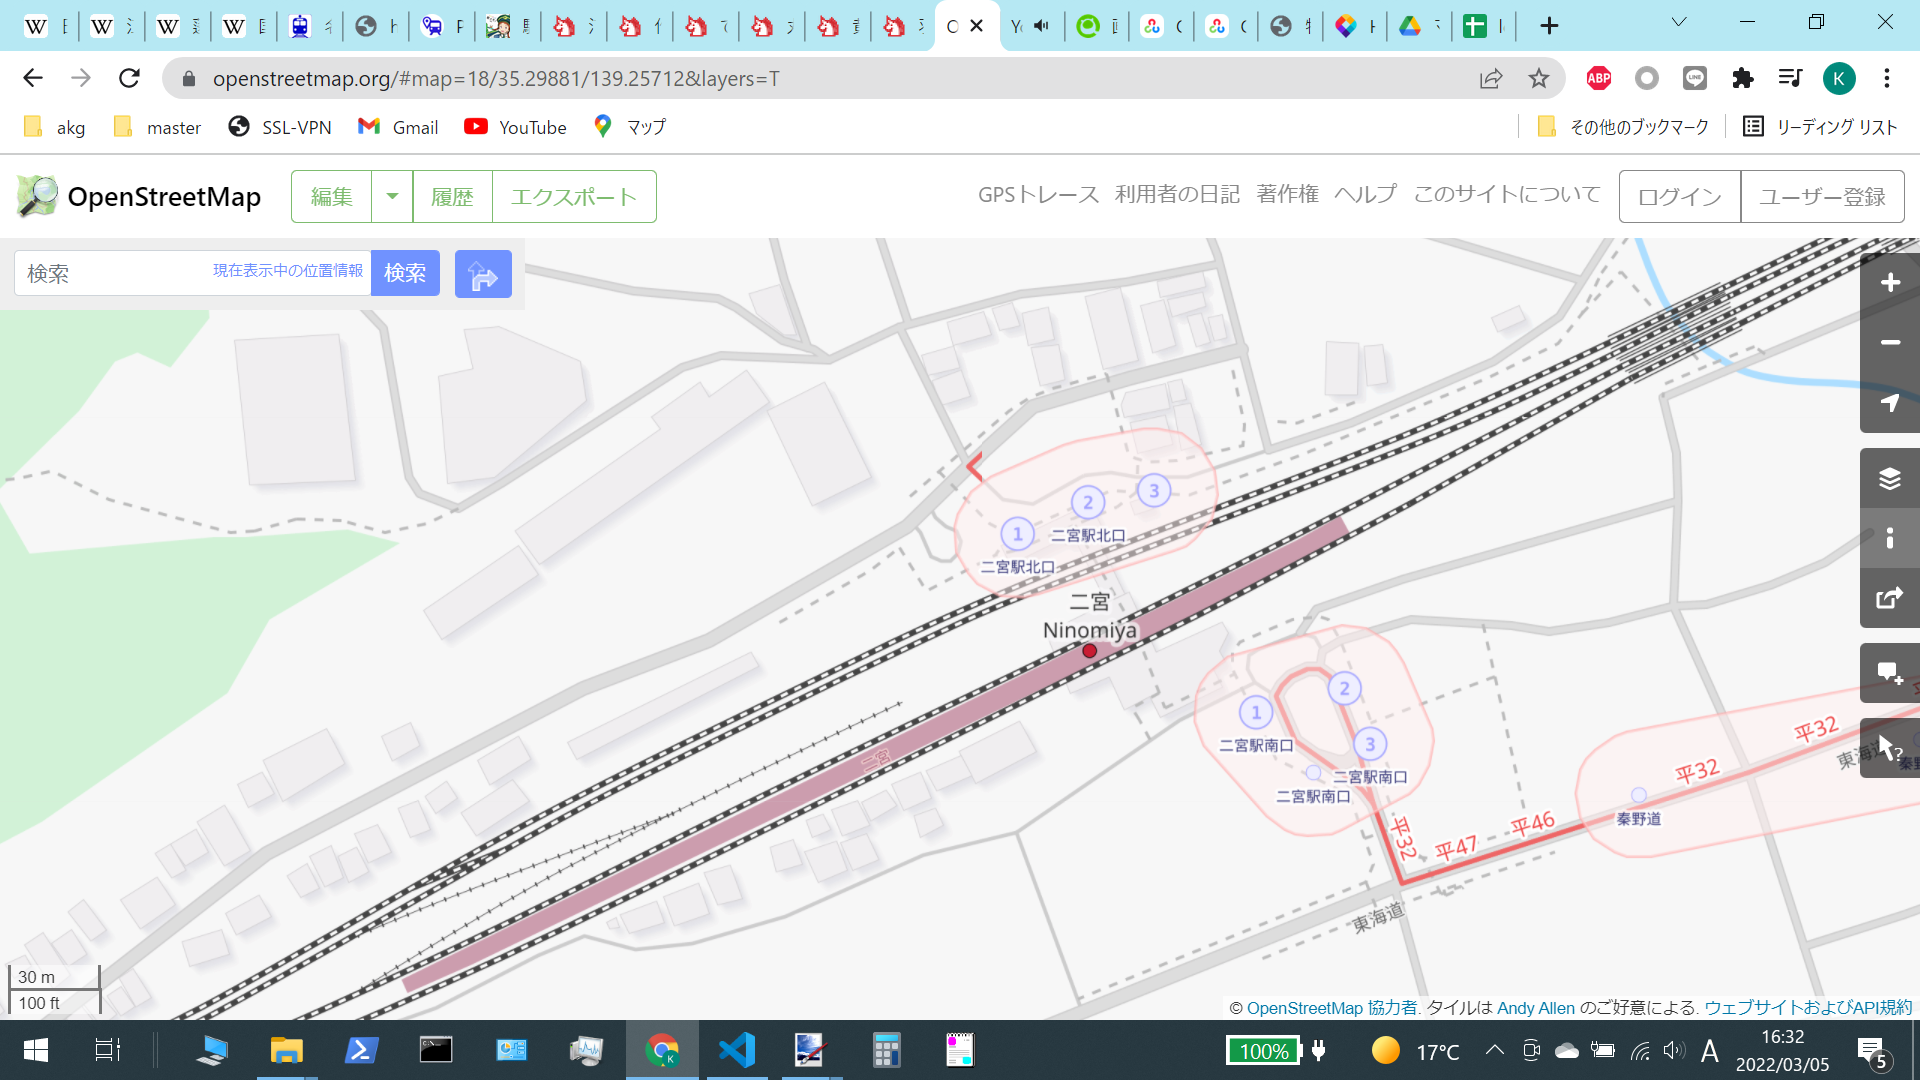 openstreetmap.org/#map=18/35.29881/139.25712&layers=T
ABP
LINE
K
akg
master
SSL-VPN
Gmail
YouTube
マップ
その他のブックマーク
リーディング リスト
OpenStreetMap
編集
履歴
エクスポート
GPSトレース
利用者の日記
著作権
ヘルプ
このサイトについて
ログイン
ユーザー登録
検索
現在表示中の位置情報
検索
1
2
3
二宮駅北口
二宮駅北口
二宮
Ninomiya
二宮
1
2
3
二宮駅南口
二宮駅南口
二宮駅南口
平32
平32
平32
平47
平46
秦野道
東海道
東海道
30 m
100 ft
© OpenStreetMap 協力者. タイルは Andy Allen のご好意による. ウェブサイトおよびAPI規約
100%
17°C
A
16:32
2022/03/05
5